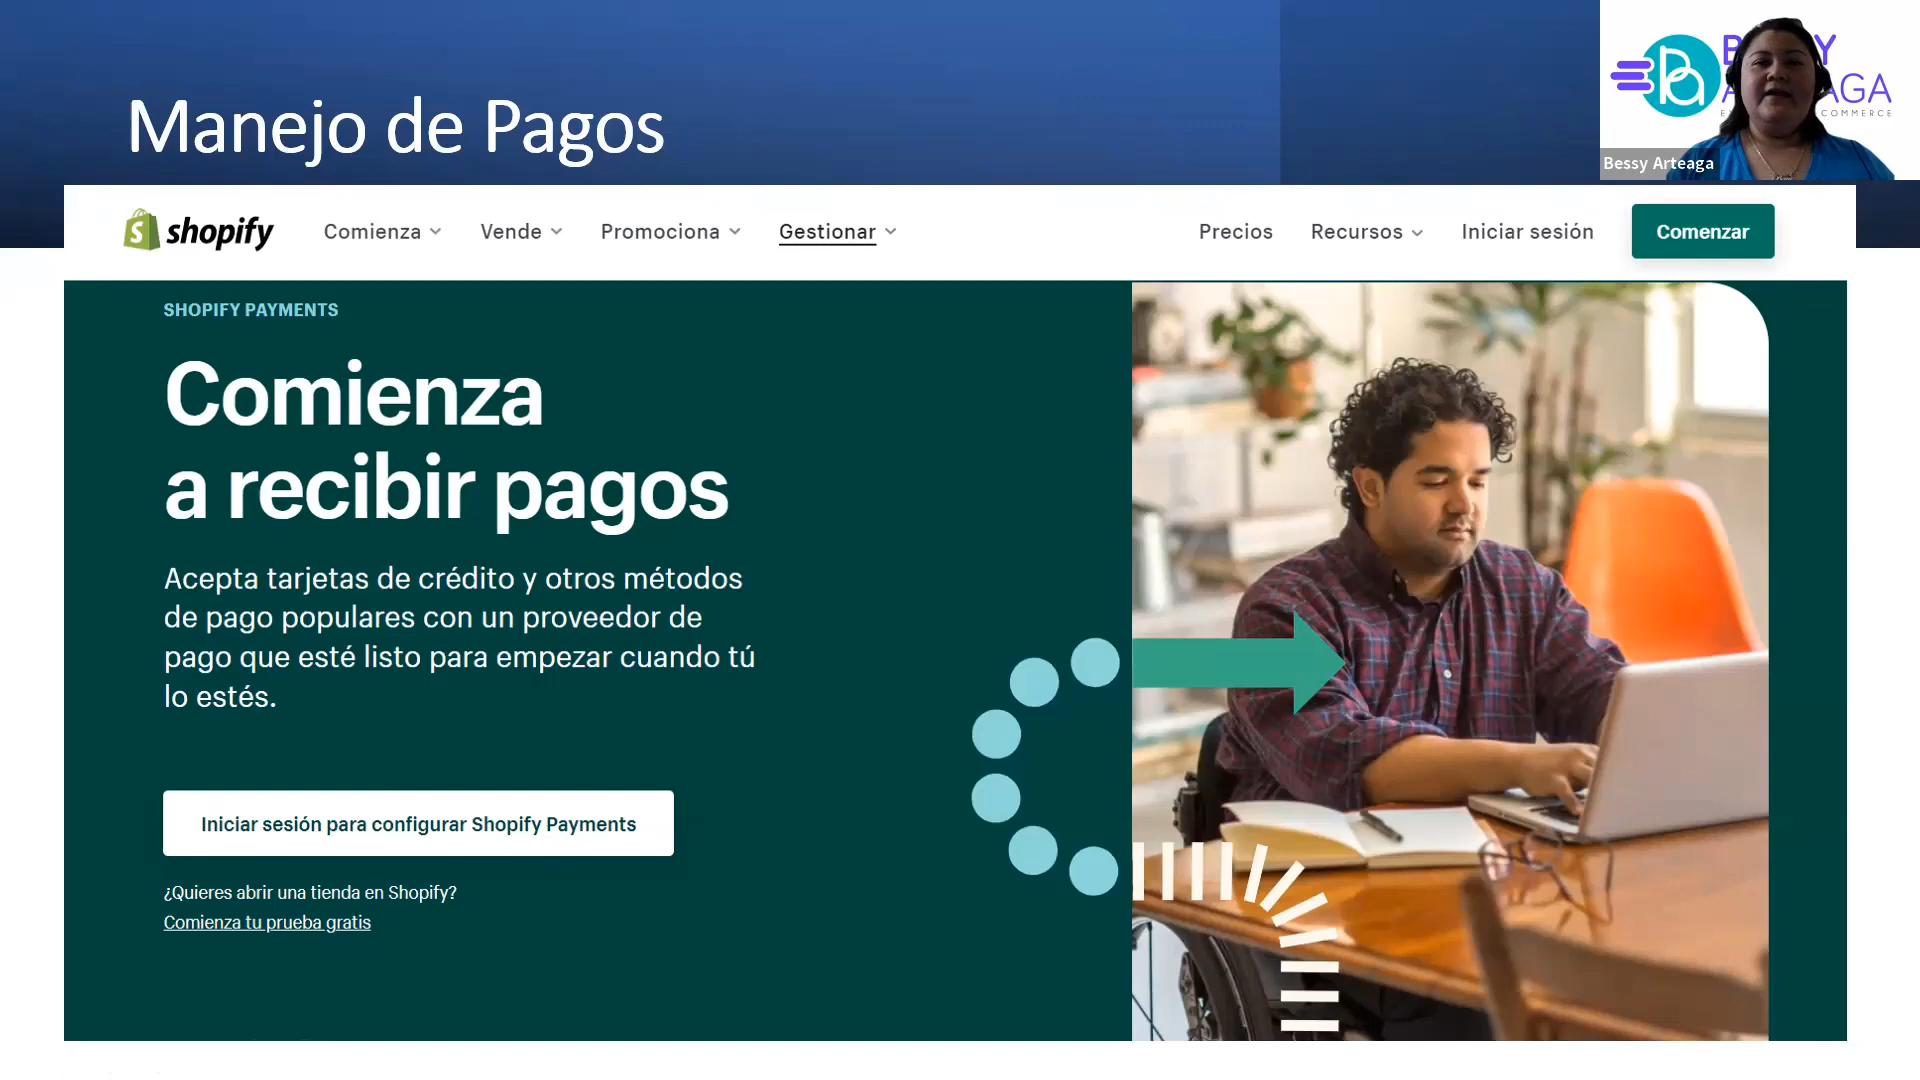 Manejo de Pagos
Bessy Arteaga
shopify
Comienza
Vende
Promociona
Gestionar
Precios
Recursos
Iniciar sesión
Comenzar
SHOPIFY PAYMENTS
Comienza
a recibir pagos
Acepta tarjetas de crédito y otros métodos
de pago populares con un proveedor de
pago que esté listo para empezar cuando tú
lo estés.
Iniciar sesión para configurar Shopify Payments
¿Quieres abrir una tienda en Shopify?
Comienza tu prueba gratis